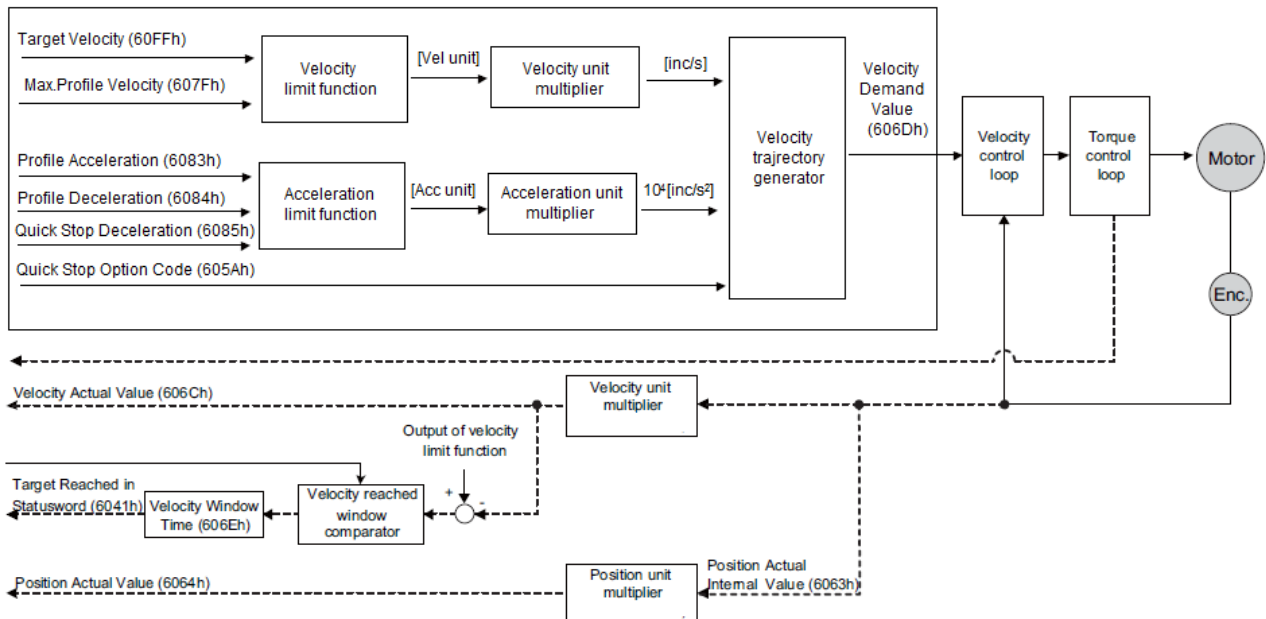 Target Velocity (60FFh)
Max.Profile Velocity (607Fh)
Velocity
limit function
[Vel unit]
Velocity unit
multiplier
[inc/s]
Profile Acceleration (6083h)
Profile Deceleration (6084h)
Quick Stop Deceleration (6085h)
Quick Stop Option Code (605Ah)
Acceleration
limit function
[Acc unit]
Acceleration unit
multiplier
10⁴[inc/s²]
Velocity
trajrectory
generator
Velocity
Demand
Value
(606Dh)
Velocity
control
loop
Torque
control
loop
Motor
Enc.
Velocity Actual Value (606Ch)
Velocity unit
multiplier
Output of velocity
limit function
+
-
Target Reached in
Statusword (6041h)
Velocity Window
Time (606Eh)
Velocity reached
window
comparator
Position Actual Value (6064h)
Position unit
multiplier
Position Actual
Internal Value (6063h)